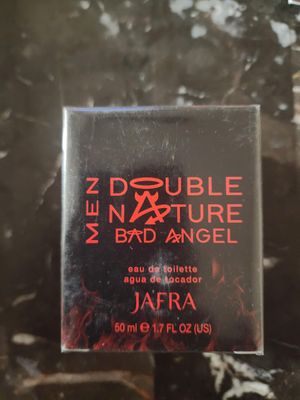 MEN
DOUBLE
NATURE
BAD ANGEL
eau de toilette
agua de tocador
JAFRA
50 ml ℮ 1.7 FL OZ (US)